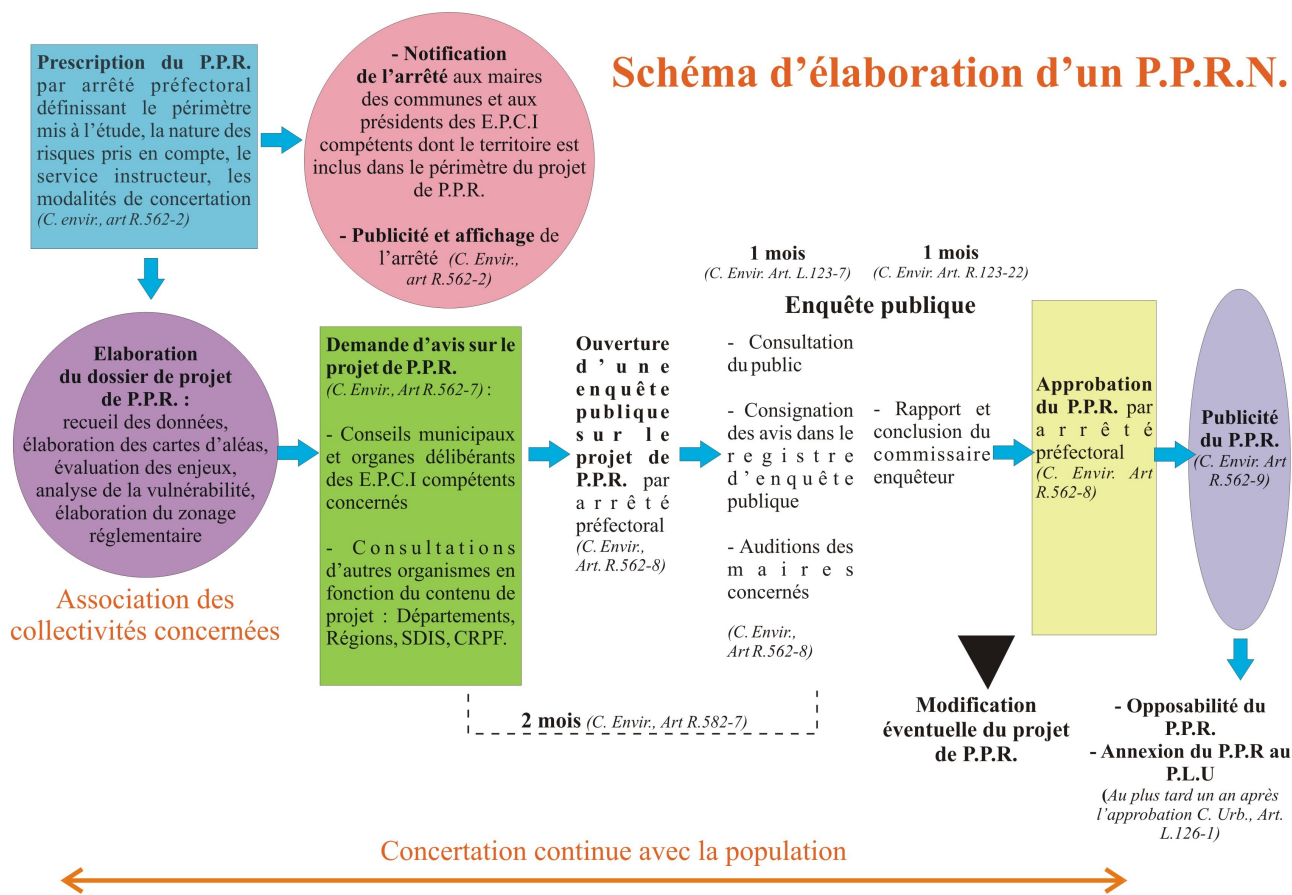 Schéma d'élaboration d'un P.P.R.N.
Prescription du P.P.R.
par arrêté préfectoral
définissant le périmètre
mis à l'étude, la nature des
risques pris en compte, le
service instructeur, les
modalités de concertation
(C. envir., art R.562-2)
- Notification
de l'arrêté aux maires
des communes et aux
présidents des E.P.C.I
compétents dont le territoire est
inclus dans le périmètre du projet
de P.P.R.
- Publicité et affichage de
l'arrêté (C. Envir.,
art R.562-2)
Elaboration
du dossier de projet
de P.P.R. :
recueil des données,
élaboration des cartes d'aléas,
évaluation des enjeux,
analyse de la vulnérabilité,
élaboration du zonage
réglementaire
Association des
collectivités concernées
Demande d'avis sur le
projet de P.P.R.
(C. Envir., Art R.562-7) :
- Conseils municipaux
et organes délibérants
des E.P.C.I compétents
concernés
- Consultations
d'autres organismes en
fonction du contenu de
projet : Départements,
Régions, SDIS, CRPF.
Ouverture
d'une
enquête
publique
sur le
projet de
P.P.R. par
arrêté
préfectoral
(C. Envir.,
Art. R.562-8)
1 mois
(C. Envir. Art. L.123-7)
1 mois
(C. Envir. Art. R.123-22)
Enquête publique
- Consultation
du public
- Consignation
des avis dans le
registre
d'enquête
publique
- Auditions des
maires
concernés
(C. Envir.,
Art R.562-8)
- Rapport et
conclusion du
commissaire
enquêteur
2 mois (C. Envir., Art R.582-7)
Modification
éventuelle du projet
de P.P.R.
Approbation
du P.P.R. par
arrêté
préfectoral
(C. Envir. Art
R.562-8)
Publicité
du P.P.R.
(C. Envir. Art
R.562-9)
- Opposabilité du
P.P.R.
- Annexion du P.P.R au
P.L.U
(Au plus tard un an après
l'approbation C. Urb., Art.
L.126-1)
Concertation continue avec la population